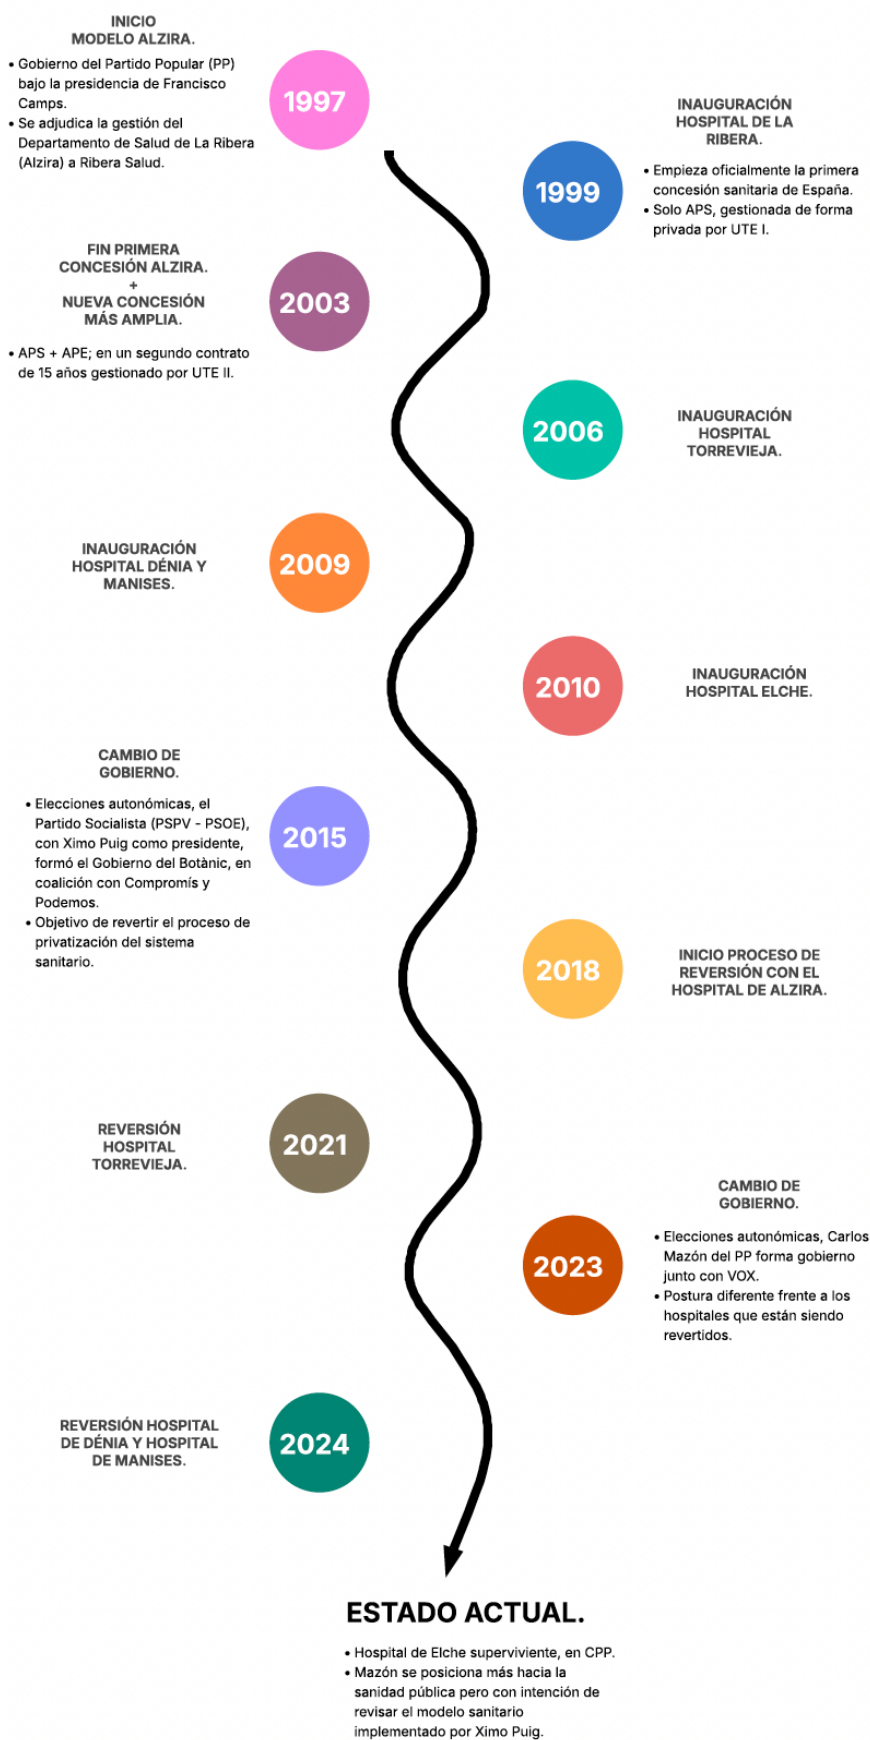 INICIO
MODELO ALZIRA.
• Gobierno del Partido Popular (PP)
bajo la presidencia de Francisco
Camps.
• Se adjudica la gestión del
Departamento de Salud de La Ribera
(Alzira) a Ribera Salud.
1997
INAUGURACIÓN
HOSPITAL DE LA
RIBERA.
• Empieza oficialmente la primera
concesión sanitaria de España.
• Solo APS, gestionada de forma
privada por UTE I.
1999
FIN PRIMERA
CONCESIÓN ALZIRA.
+
NUEVA CONCESIÓN
MÁS AMPLIA.
• APS + APE; en un segundo contrato
de 15 años gestionado por UTE II.
2003
2006
INAUGURACIÓN
HOSPITAL
TORREVIEJA.
INAUGURACIÓN
HOSPITAL DÉNIA Y
MANISES.
2009
2010
INAUGURACIÓN
HOSPITAL ELCHE.
CAMBIO DE
GOBIERNO.
• Elecciones autonómicas, el
Partido Socialista (PSPV - PSOE),
con Ximo Puig como presidente,
formó el Gobierno del Botànic, en
coalición con Compromís y
Podemos.
• Objetivo de revertir el proceso de
privatización del sistema
sanitario.
2015
2018
INICIO PROCESO DE
REVERSIÓN CON EL
HOSPITAL DE ALZIRA.
REVERSIÓN
HOSPITAL
TORREVIEJA.
2021
CAMBIO DE
GOBIERNO.
• Elecciones autonómicas, Carlos
Mazón del PP forma gobierno
junto con VOX.
• Postura diferente frente a los
hospitales que están siendo
revertidos.
2023
REVERSIÓN HOSPITAL
DE DÉNIA Y HOSPITAL
DE MANISES.
2024
ESTADO ACTUAL.
• Hospital de Elche superviviente, en CPP.
• Mazón se posiciona más hacia la
sanidad pública pero con intención de
revisar el modelo sanitario
implementado por Ximo Puig.